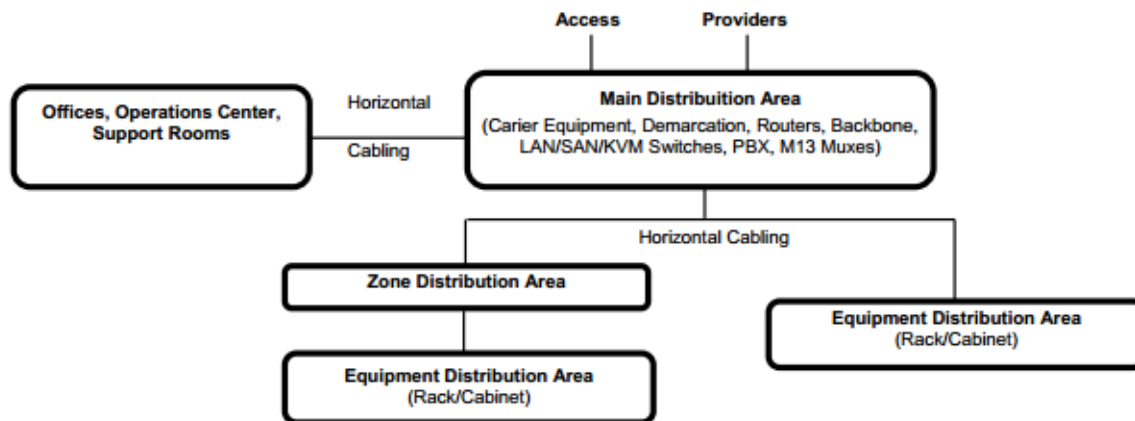 Access Providers
Offices, Operations Center,
Support Rooms
Horizontal
Cabling
Main Distribuition Area
(Carier Equipment, Demarcation, Routers, Backbone,
LAN/SAN/KVM Switches, PBX, M13 Muxes)
Horizontal Cabling
Zone Distribution Area
Equipment Distribution Area
(Rack/Cabinet)
Equipment Distribution Area
(Rack/Cabinet)